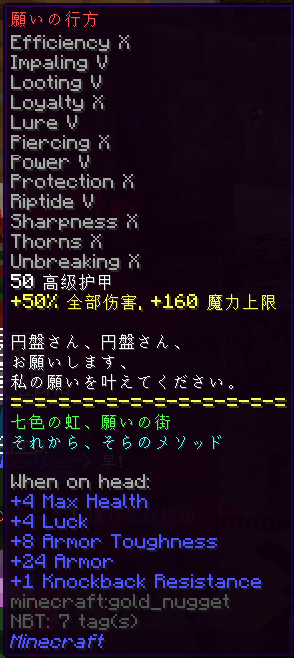 願いの行方
Efficiency X
Impaling V
Looting V
Loyalty X
Lure V
Piercing X
Power V
Protection X
Riptide V
Sharpness X
Thorns X
Unbreaking X
50 高级护甲
+50% 全部伤害, +160 魔力上限
円盤さん、円盤さん、
お願いします、
私の願いを叶えてください。
=-=-=-=-=-=-=-=-=-=-=-=
七色の虹、願いの街
それから、そらのメソッド
When on head:
+4 Max Health
+4 Luck
+8 Armor Toughness
+24 Armor
+1 Knockback Resistance
minecraft:gold_nugget
NBT: 7 tag(s)
Minecraft